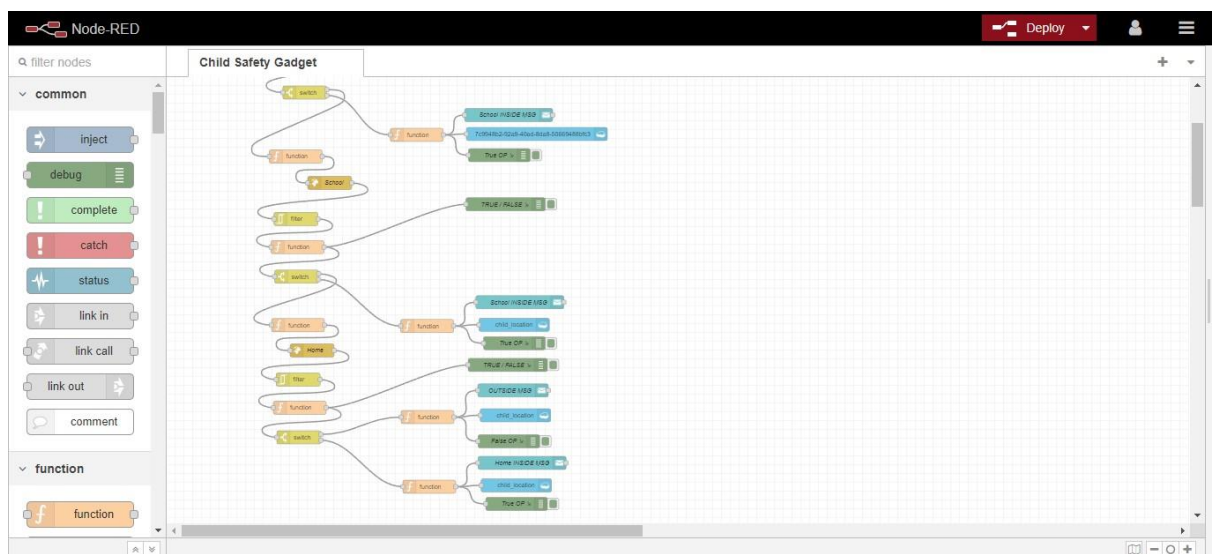 Node-RED
Deploy
filter nodes
Child Safety Gadget
common
inject
debug
complete
catch
status
link in
link call
link out
comment
function
function
switch
function
School INSIDE MSG
True OP
function
School
TRUE / FALSE
filter
function
switch
School INSIDE MSG
function
function
child_location
True OP
Home
TRUE / FALSE
filter
OUTSIDE MSG
function
function
child_location
switch
False OP
Home INSIDE MSG
function
child_location
True OP